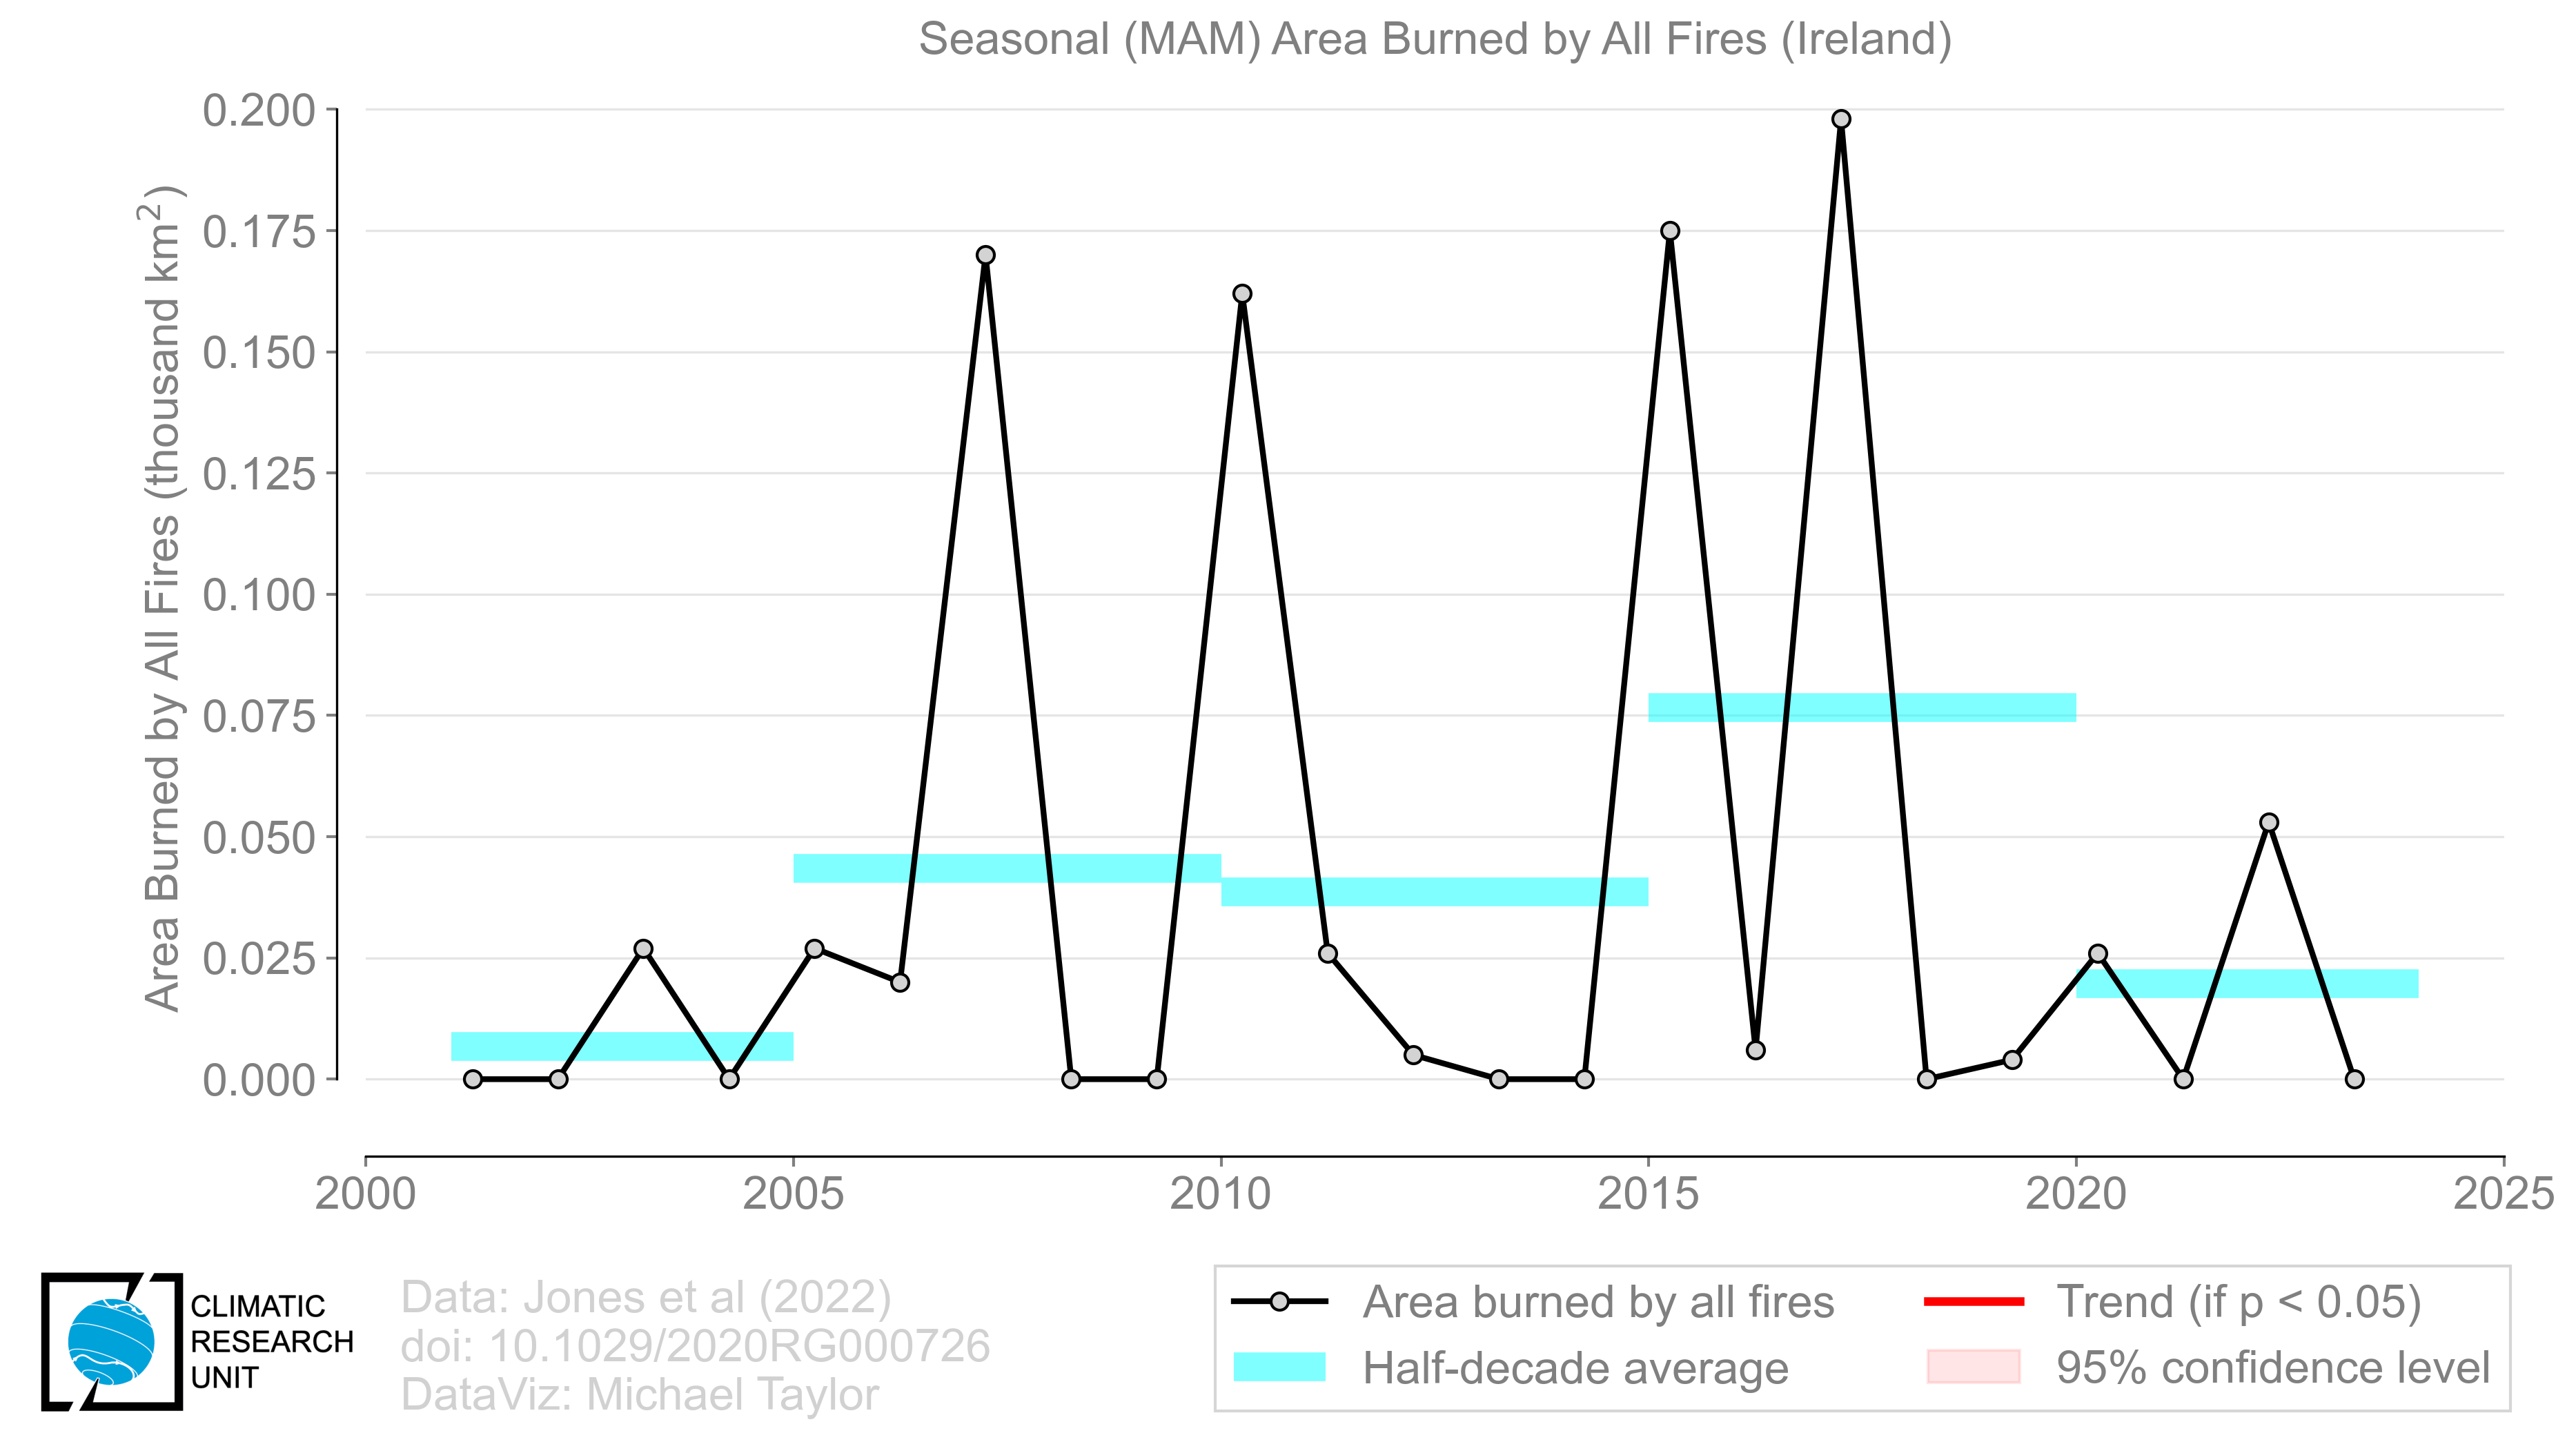 Seasonal (MAM) Area Burned by All Fires (Ireland)
Area Burned by All Fires (thousand km²)
0.200
0.175
0.150
0.125
0.100
0.075
0.050
0.025
0.000
2000
2005
2010
2015
2020
2025
CLIMATIC
RESEARCH
UNIT
Data: Jones et al (2022)
doi: 10.1029/2020RG000726
DataViz: Michael Taylor
Area burned by all fires
Half-decade average
Trend (if p < 0.05)
95% confidence level